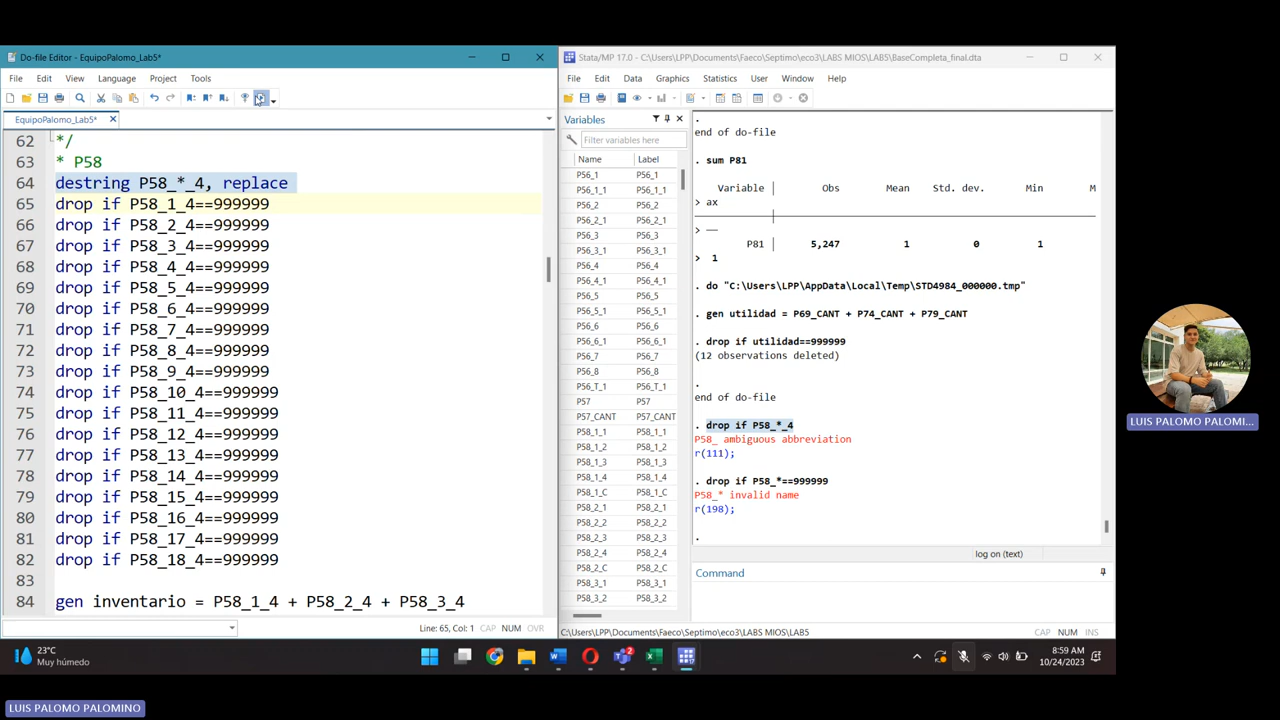 Do-file Editor - EquipoPalomo_Lab5*
File Edit View Language Project Tools
EquipoPalomo_Lab5*
62 */
63 * P58
64 destring P58_*_4, replace
65 drop if P58_1_4==999999
66 drop if P58_2_4==999999
67 drop if P58_3_4==999999
68 drop if P58_4_4==999999
69 drop if P58_5_4==999999
70 drop if P58_6_4==999999
71 drop if P58_7_4==999999
72 drop if P58_8_4==999999
73 drop if P58_9_4==999999
74 drop if P58_10_4==999999
75 drop if P58_11_4==999999
76 drop if P58_12_4==999999
77 drop if P58_13_4==999999
78 drop if P58_14_4==999999
79 drop if P58_15_4==999999
80 drop if P58_16_4==999999
81 drop if P58_17_4==999999
82 drop if P58_18_4==999999
83
84 gen inventario = P58_1_4 + P58_2_4 + P58_3_4
Line: 65, Col: 1 CAP NUM OVR
Stata/MP 17.0 - C:\Users\LPP\Documents\Faeco\Septimo\eco3\LABS MIOS\LAB5\BaseCompleta_final.dta
File Edit Data Graphics Statistics User Window Help
Variables
Filter variables here
Name Label
P56_1 P56_1
P56_1_1 P56_1_1
P56_2 P56_2
P56_2_1 P56_2_1
P56_3 P56_3
P56_3_1 P56_3_1
P56_4 P56_4
P56_4_1 P56_4_1
P56_5 P56_5
P56_5_1 P56_5_1
P56_6 P56_6
P56_6_1 P56_6_1
P56_7 P56_7
P56_8 P56_8
P56_T_1 P56_T_1
P57 P57
P57_CANT P57_CANT
P58_1_1 P58_1_1
P58_1_2 P58_1_2
P58_1_3 P58_1_3
P58_1_4 P58_1_4
P58_1_C P58_1_C
P58_2_1 P58_2_1
P58_2_2 P58_2_2
P58_2_3 P58_2_3
P58_2_4 P58_2_4
P58_2_C P58_2_C
P58_3_1 P58_3_1
P58_3_2 P58_3_2
.
end of do-file
. sum P81
Variable | Obs Mean Std. dev. Min M
> ax
>
P81 | 5,247 1 0 1
> 1
. do "C:\Users\LPP\AppData\Local\Temp\STD4984_000000.tmp"
. gen utilidad = P69_CANT + P74_CANT + P79_CANT
. drop if utilidad==999999
(12 observations deleted)
.
end of do-file
. drop if P58_*_4
P58_ ambiguous abbreviation
r(111);
. drop if P58_*==999999
P58_* invalid name
r(198);
.
log on (text)
Command
C:\Users\LPP\Documents\Faeco\Septimo\eco3\LABS MIOS\LAB5
CAP NUM INS
23°C
Muy húmedo
2
17
8:59 AM
10/24/2023
LUIS PALOMO PALOMI...
LUIS PALOMO PALOMINO